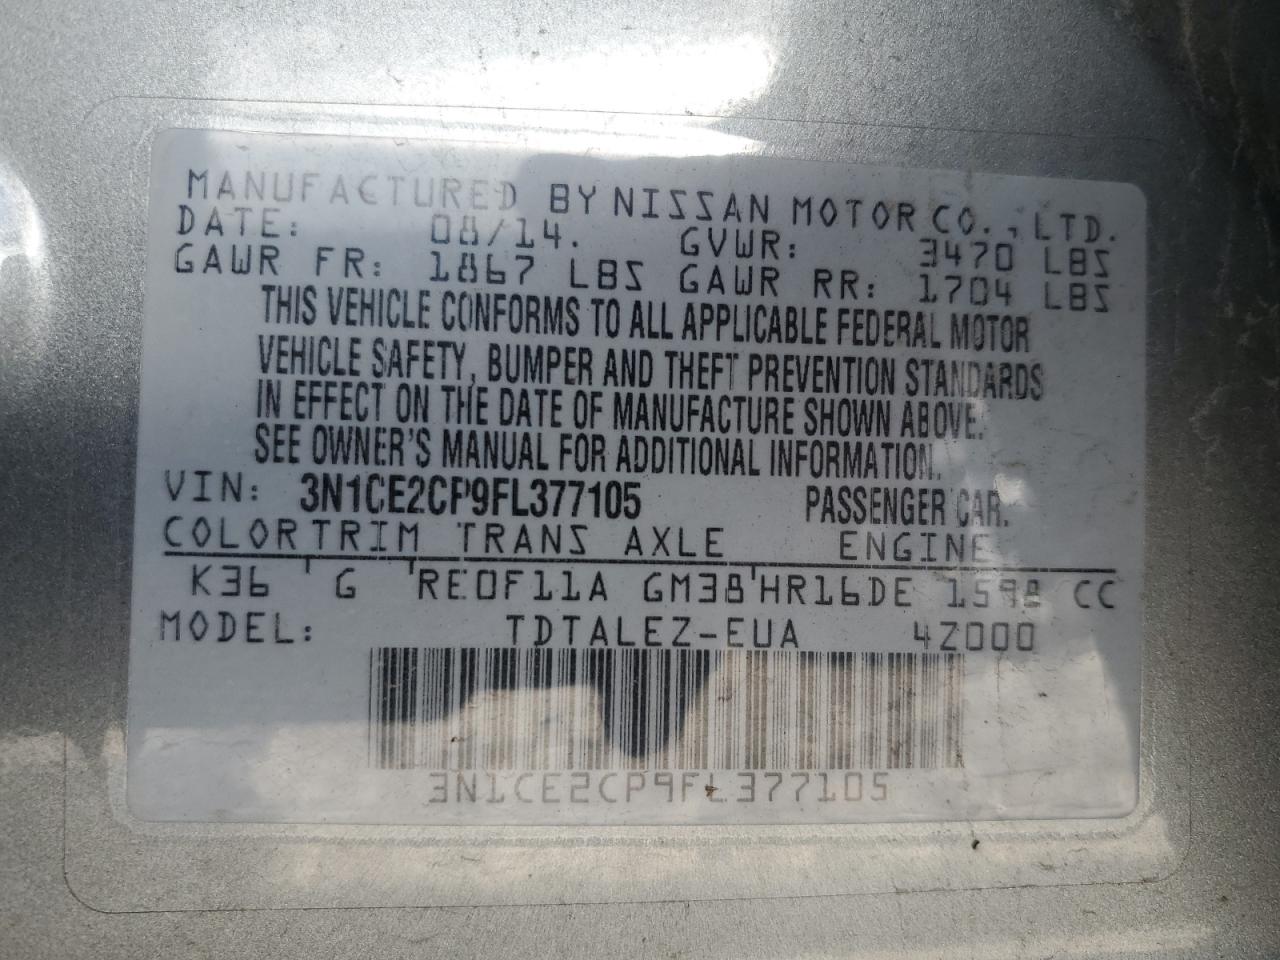 MANUFACTURED BY NISSAN MOTOR CO., LTD.
DATE: 08/14. GVWR: 3470 LBS
GAWR FR: 1867 LBS GAWR RR: 1704 LBS
THIS VEHICLE CONFORMS TO ALL APPLICABLE FEDERAL MOTOR
VEHICLE SAFETY, BUMPER AND THEFT PREVENTION STANDARDS
IN EFFECT ON THE DATE OF MANUFACTURE SHOWN ABOVE.
SEE OWNER'S MANUAL FOR ADDITIONAL INFORMATION.
VIN: 3N1CE2CP9FL377105 PASSENGER CAR.
COLOR TRIM TRANS AXLE ENGINE
K36 G RE0F11A GM38 HR16DE 1598 CC
MODEL: TDTALEZ-EUA 4Z000
3N1CE2CP9FL377105